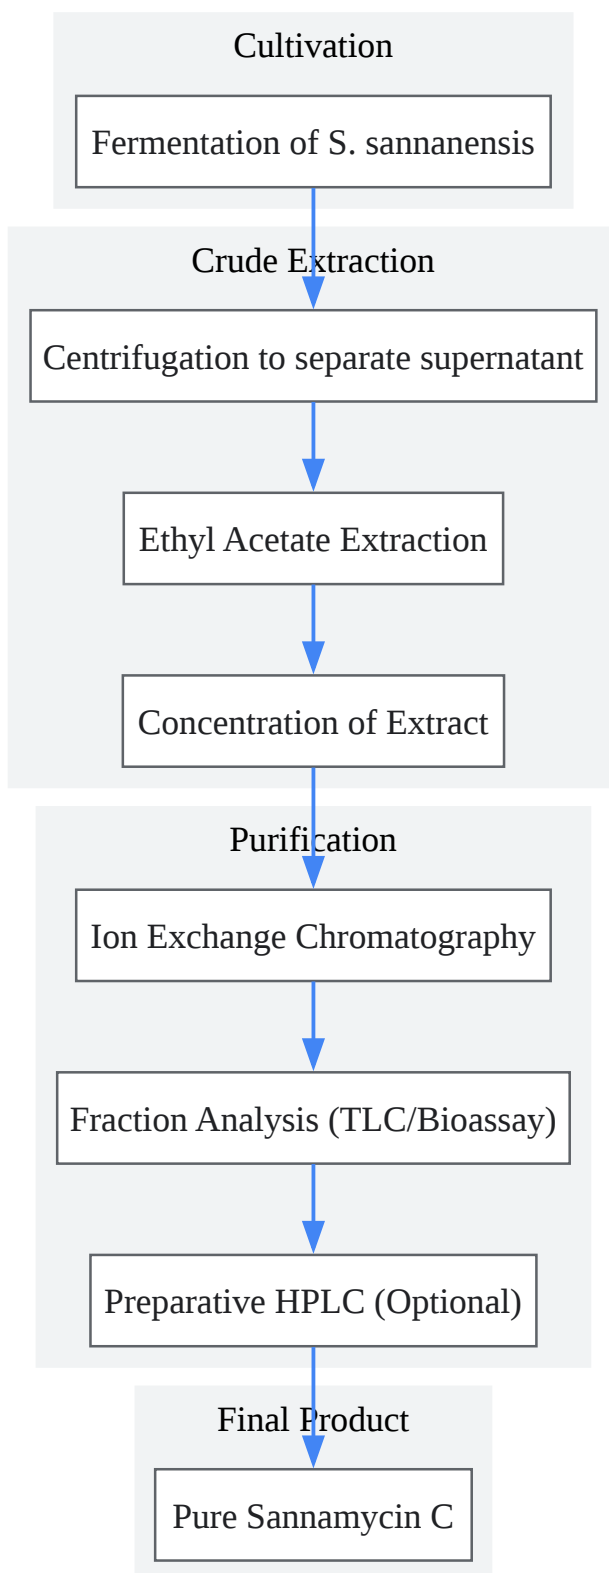 Cultivation
Fermentation of S. sannanensis
Crude Extraction
Centrifugation to separate supernatant
Ethyl Acetate Extraction
Concentration of Extract
Purification
Ion Exchange Chromatography
Fraction Analysis (TLC/Bioassay)
Preparative HPLC (Optional)
Final Product
Pure Sannamycin C